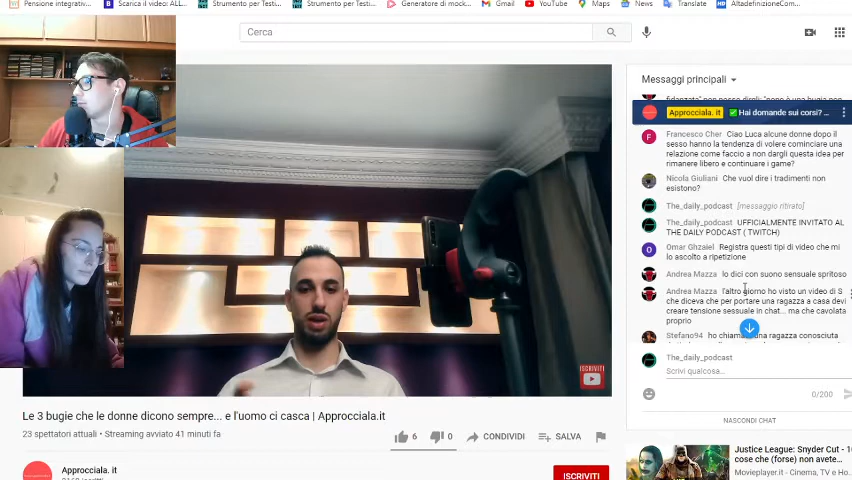 Pensione integrativ...
Scarica il video: ALL...
Strumento per Testi...
Strumento per Testi...
Generatore di mock...
Gmail
YouTube
Maps
News
Translate
AltadefinizioneCom...
Cerca
Messaggi principali
Approcciala. it ✅ Hai domande sui corsi? ...
Francesco Cher Ciao Luca alcune donne dopo il
sesso hanno la tendenza di volere cominciare una
relazione come faccio a non dargli questa idea per
rimanere libero e continuare i game?
Nicola Giuliani Che vuol dire i tradimenti non
esistono?
The_daily_podcast [messaggio ritirato]
The_daily_podcast UFFICIALMENTE INVITATO AL
THE DAILY PODCAST ( TWITCH)
Omar Ghzaiel Registra questi tipi di video che mi
lo ascolto a ripetizione
Andrea Mazza lo dici con suono sensuale spritoso
Andrea Mazza l'altro giorno ho visto un video di S
che diceva che per portare una ragazza a casa devi
creare tensione sessuale in chat... ma che cavolata
proprio
Stefano94 ho chiama una ragazza conosciuta
The_daily_podcast
Scrivi qualcosa...
0/200
NASCONDI CHAT
ISCRIVITI
Le 3 bugie che le donne dicono sempre... e l'uomo ci casca | Approcciala.it
23 spettatori attuali • Streaming avviato 41 minuti fa
6
0
CONDIVIDI
SALVA
Approcciala. it
ISCRIVITI
Justice League: Snyder Cut - 1
cose che (forse) non avete...
Movieplayer.it - Cinema, TV e Ho...